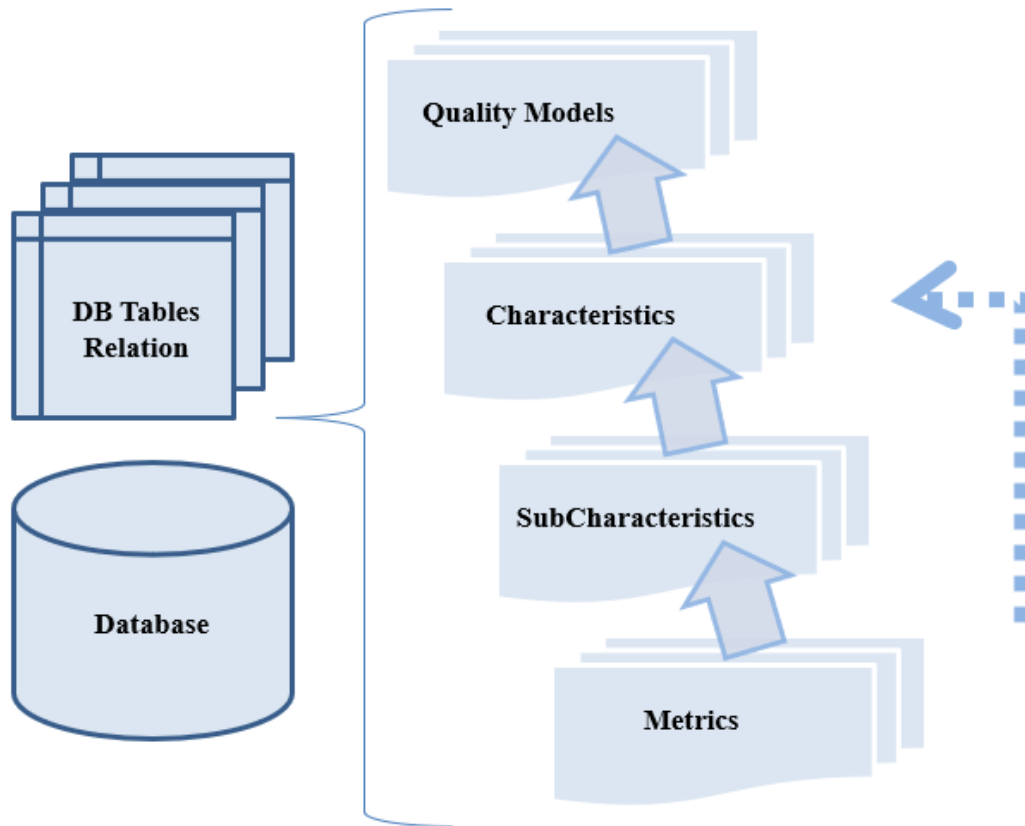 Quality Models
DB Tables
Relation
Characteristics
SubCharacteristics
Database
Metrics